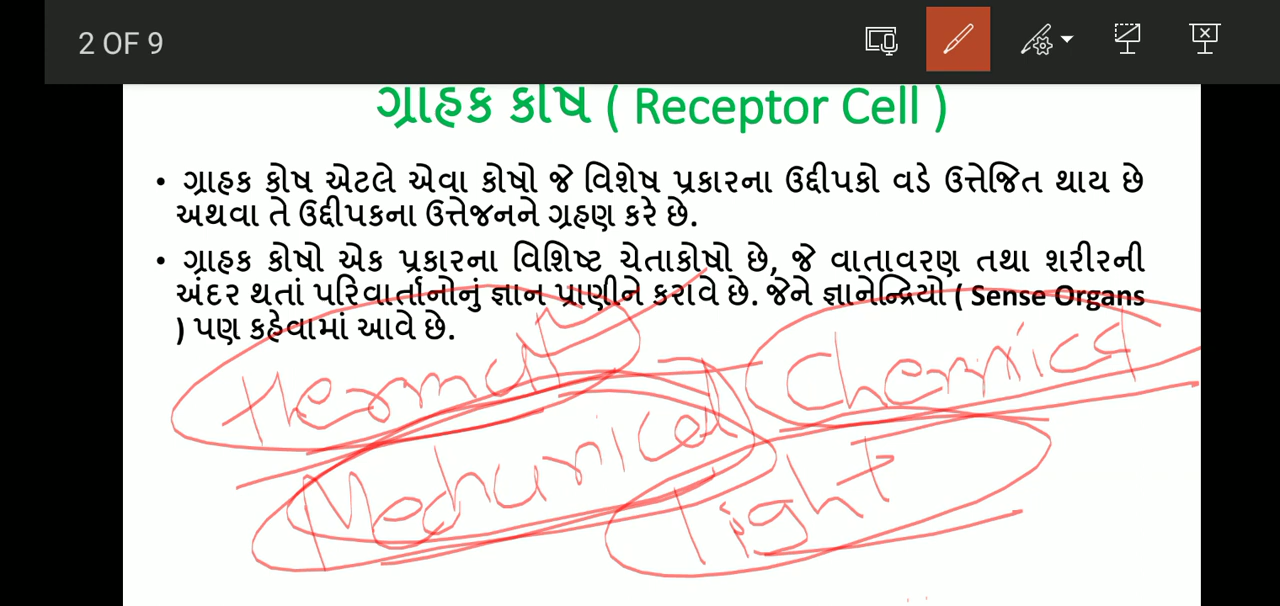 2 OF 9
ગ્રાહક કોષ ( Receptor Cell )
• ગ્રાહક કોષ એટલે એવા કોષો જે વિશેષ પ્રકારના ઉદ્દીપકો વડે ઉત્તેજિત થાય છે
અથવા તે ઉદ્દીપકના ઉત્તેજનને ગ્રહણ કરે છે.
• ગ્રાહક કોષો એક પ્રકારના વિશિષ્ટ ચેતાકોષો છે, જે વાતાવરણ તથા શરીરની
અંદર થતાં પરિવાર્તાનોનું જ્ઞાન પ્રાણીને કરાવે છે. જેને જ્ઞાનેન્દ્રિયો ( Sense Organs
) પણ કહેવામાં આવે છે.
Thermal Chemical
Mechanical light